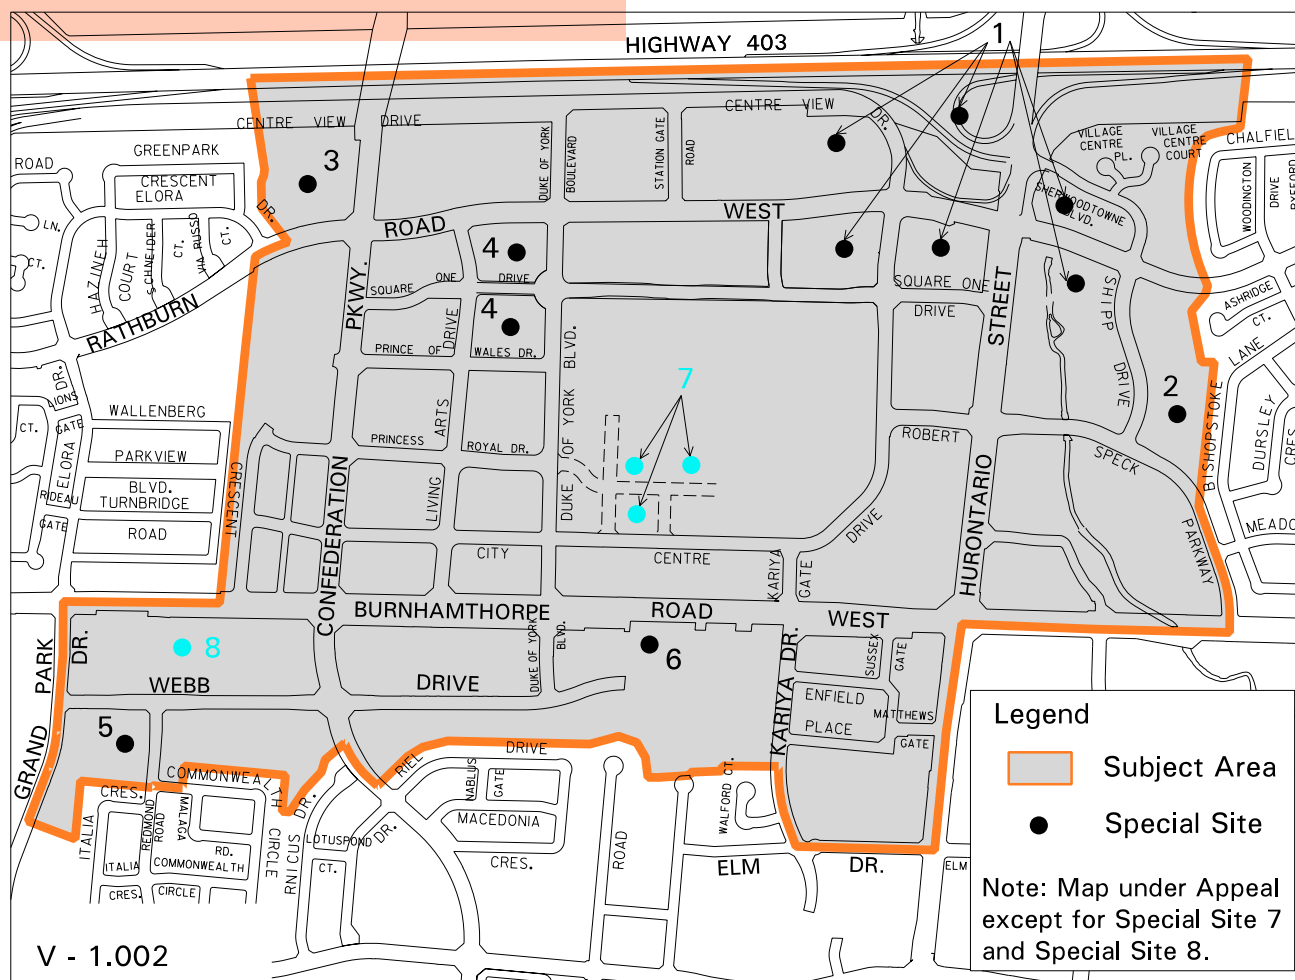 HIGHWAY 403
1
CENTRE VIEW
DR.
CENTRE VIEW DRIVE
VILLAGE
CENTRE
PL.
VILLAGE
CENTRE
COURT
CHALFIEL
ROAD
GREENPARK
CRESCENT
ELORA
3
DR.
DUKE OF YORK
BOULEVARD
STATION GATE
ROAD
SHERWOODTOWNE
BLVD.
WOODINGTON
DRIVE
LN.
CT.
HAZINEH
COURT
SCHNEIDER
CT.
VIA RUSSO
CT.
ROAD
WEST
4
SQUARE ONE
DRIVE
SQUARE ONE
DRIVE
STREET
SHIPP
DRIVE
ASHRIDGE
CT.
LANE
RATHBURN
PKWY.
4
DRIVE
PRINCE OF
WALES DR.
DUKE OF YORK BLVD.
7
2
BISHOPSTOKE
DURSLEY
CRES
DR.
LIONS
GATE
CT.
ELORA
RIDEAU
GATE
WALLENBERG
PARKVIEW
BLVD.
TURNBRIDGE
ROAD
CRESCENT
PRINCESS
ROYAL DR.
ARTS
LIVING
ROBERT
SPECK
PARKWAY
MEADO
CONFEDERATION
CITY
CENTRE
DRIVE
KARIYA
GATE
HURONTARIO
BURNHAMTHORPE
ROAD
WEST
PARK
DR.
8
WEBB
DRIVE
DUKE OF YORK
BLVD.
6
KARIYA DR.
SUSSEX
GATE
ENFIELD
PLACE
MATTHEWS
GATE
GRAND
5
COMMONWEALTH
CIRCLE
CRES.
ITALIA
REDMOND
ROAD
MALAGA
RD.
COMMONWEALTH
CIRCLE
ITALIA
CRES.
SUCIRN
DR.
LOTUSPOND
CT.
DR.
RIEL
DRIVE
NABLUS
GATE
MACEDONIA
CRES.
ROAD
WALFORD CT.
ELM
DR.
ELM
Legend
Subject Area
Special Site
Note: Map under Appeal
except for Special Site 7
and Special Site 8.
V - 1.002